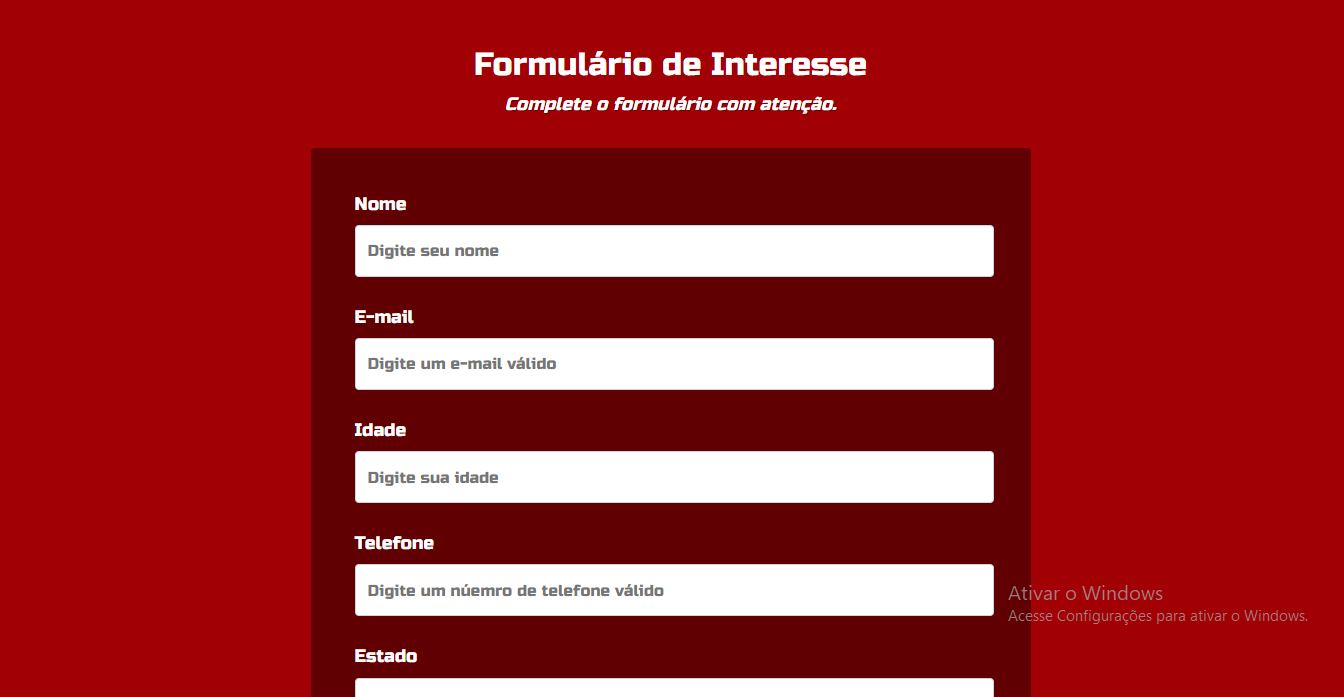 Formulário de Interesse
Complete o formulário com atenção.
Nome
Digite seu nome
E-mail
Digite um e-mail válido
Idade
Digite sua idade
Telefone
Digite um núemro de telefone válido
Ativar o Windows
Acesse Configurações para ativar o Windows.
Estado